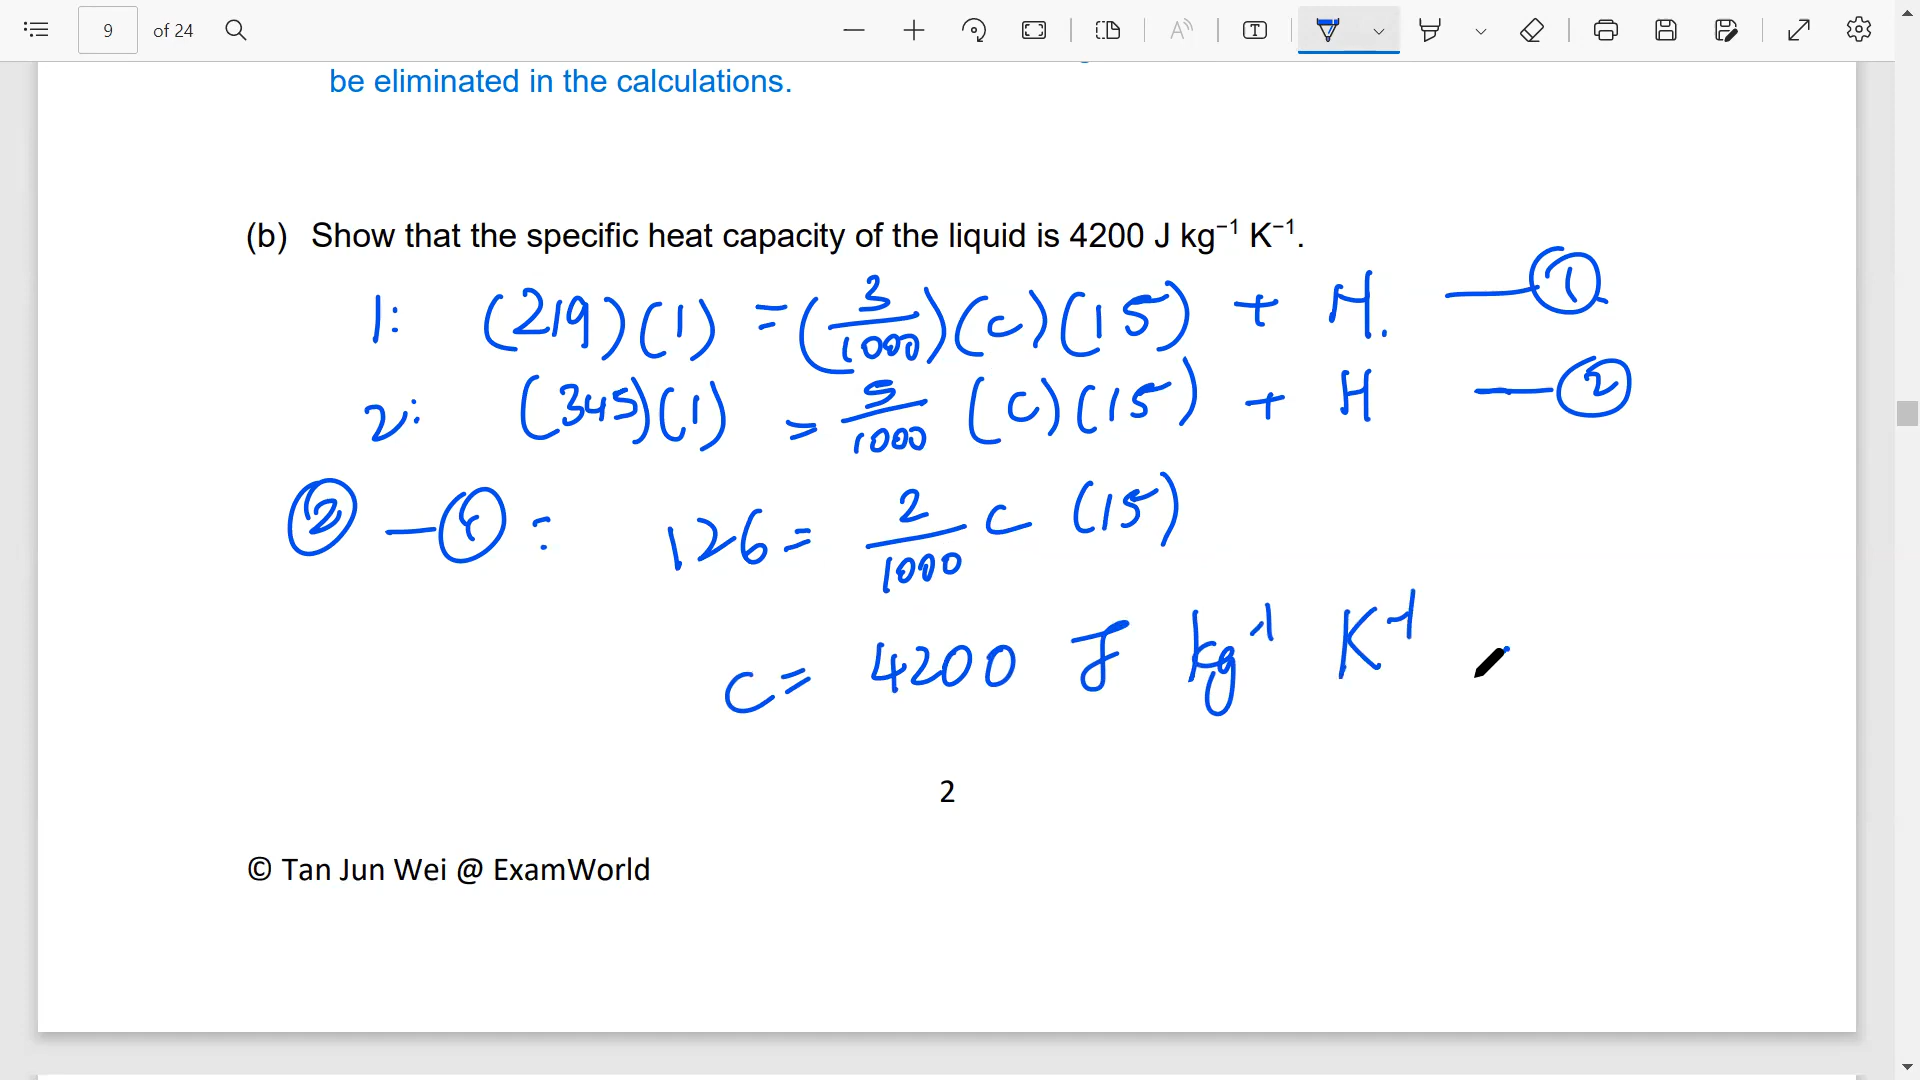 9 of 24
be eliminated in the calculations.
(b) Show that the specific heat capacity of the liquid is 4200 J kg⁻¹ K⁻¹.
1: (219)(1) = (3/1000)(c)(15) + H. — ①
2: (345)(1) = 5/1000 (c)(15) + H — ②
② — ① : 126 = 2/1000 c (15)
c = 4200 J kg⁻¹ K⁻¹
2
© Tan Jun Wei @ ExamWorld